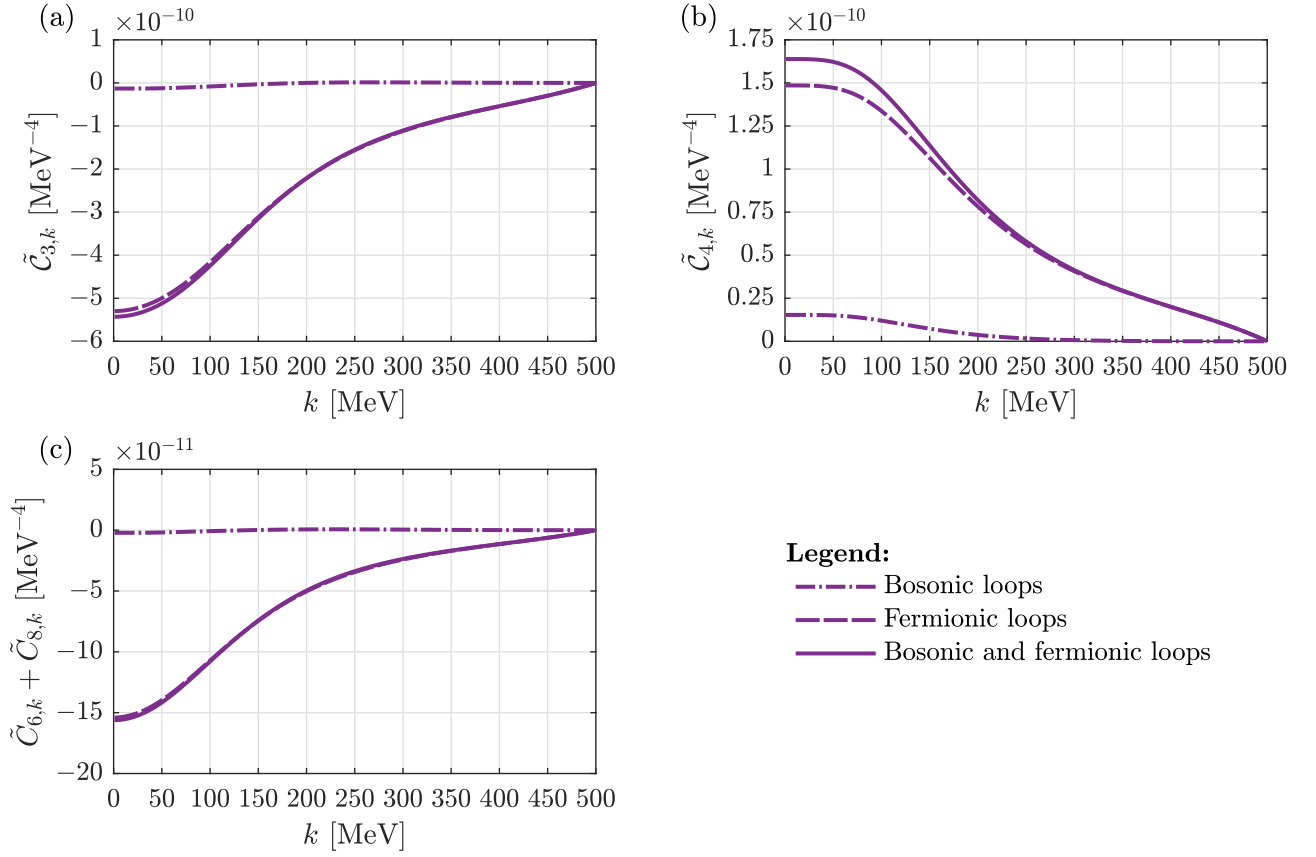 (a)
×10⁻¹⁰
1
0
−1
−2
−3
−4
−5
−6
0 50 100 150 200 250 300 350 400 450 500
k [MeV]
𝒞̃₃,ₖ [MeV⁻⁴]
(b)
×10⁻¹⁰
1.75
1.5
1.25
1
0.75
0.5
0.25
0
0 50 100 150 200 250 300 350 400 450 500
k [MeV]
𝒞̃₄,ₖ [MeV⁻⁴]
(c)
×10⁻¹¹
5
0
−5
−10
−15
−20
0 50 100 150 200 250 300 350 400 450 500
k [MeV]
C̃₆,ₖ + C̃₈,ₖ [MeV⁻⁴]
Legend:
Bosonic loops
Fermionic loops
Bosonic and fermionic loops